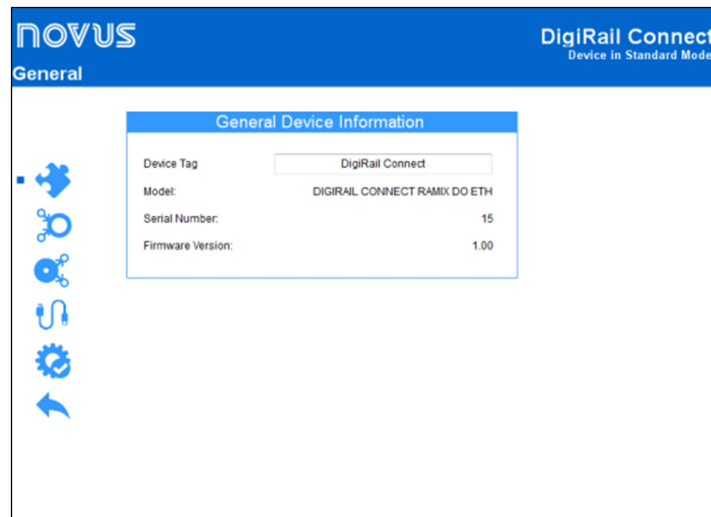 novus
DigiRail Connect
Device in Standard Mode
General
General Device Information
Device Tag DigiRail Connect
Model: DIGIRAIL CONNECT RAMIX DO ETH
Serial Number: 15
Firmware Version: 1.00